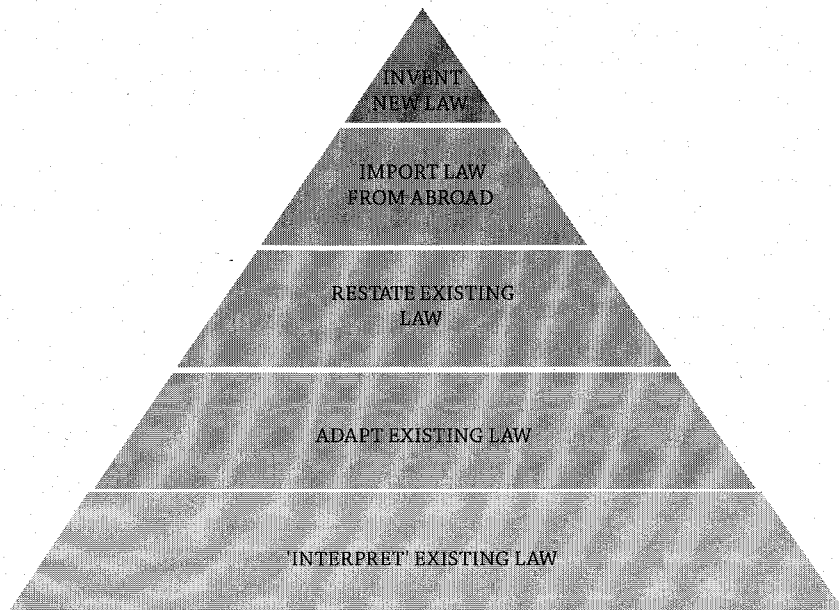 INVENT
NEW LAW
IMPORT LAW
FROM ABROAD
RESTATE EXISTING
LAW
ADAPT EXISTING LAW
'INTERPRET' EXISTING LAW